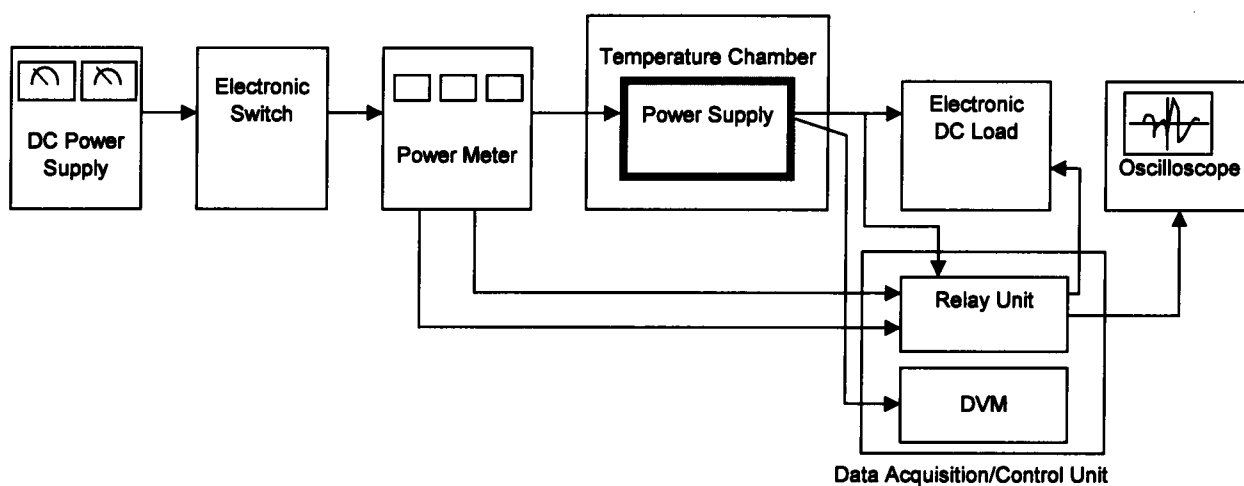 DC Power
Supply
Electronic
Switch
Power Meter
Temperature Chamber
Power Supply
Electronic
DC Load
Oscilloscope
Relay Unit
DVM
Data Acquisition/Control Unit